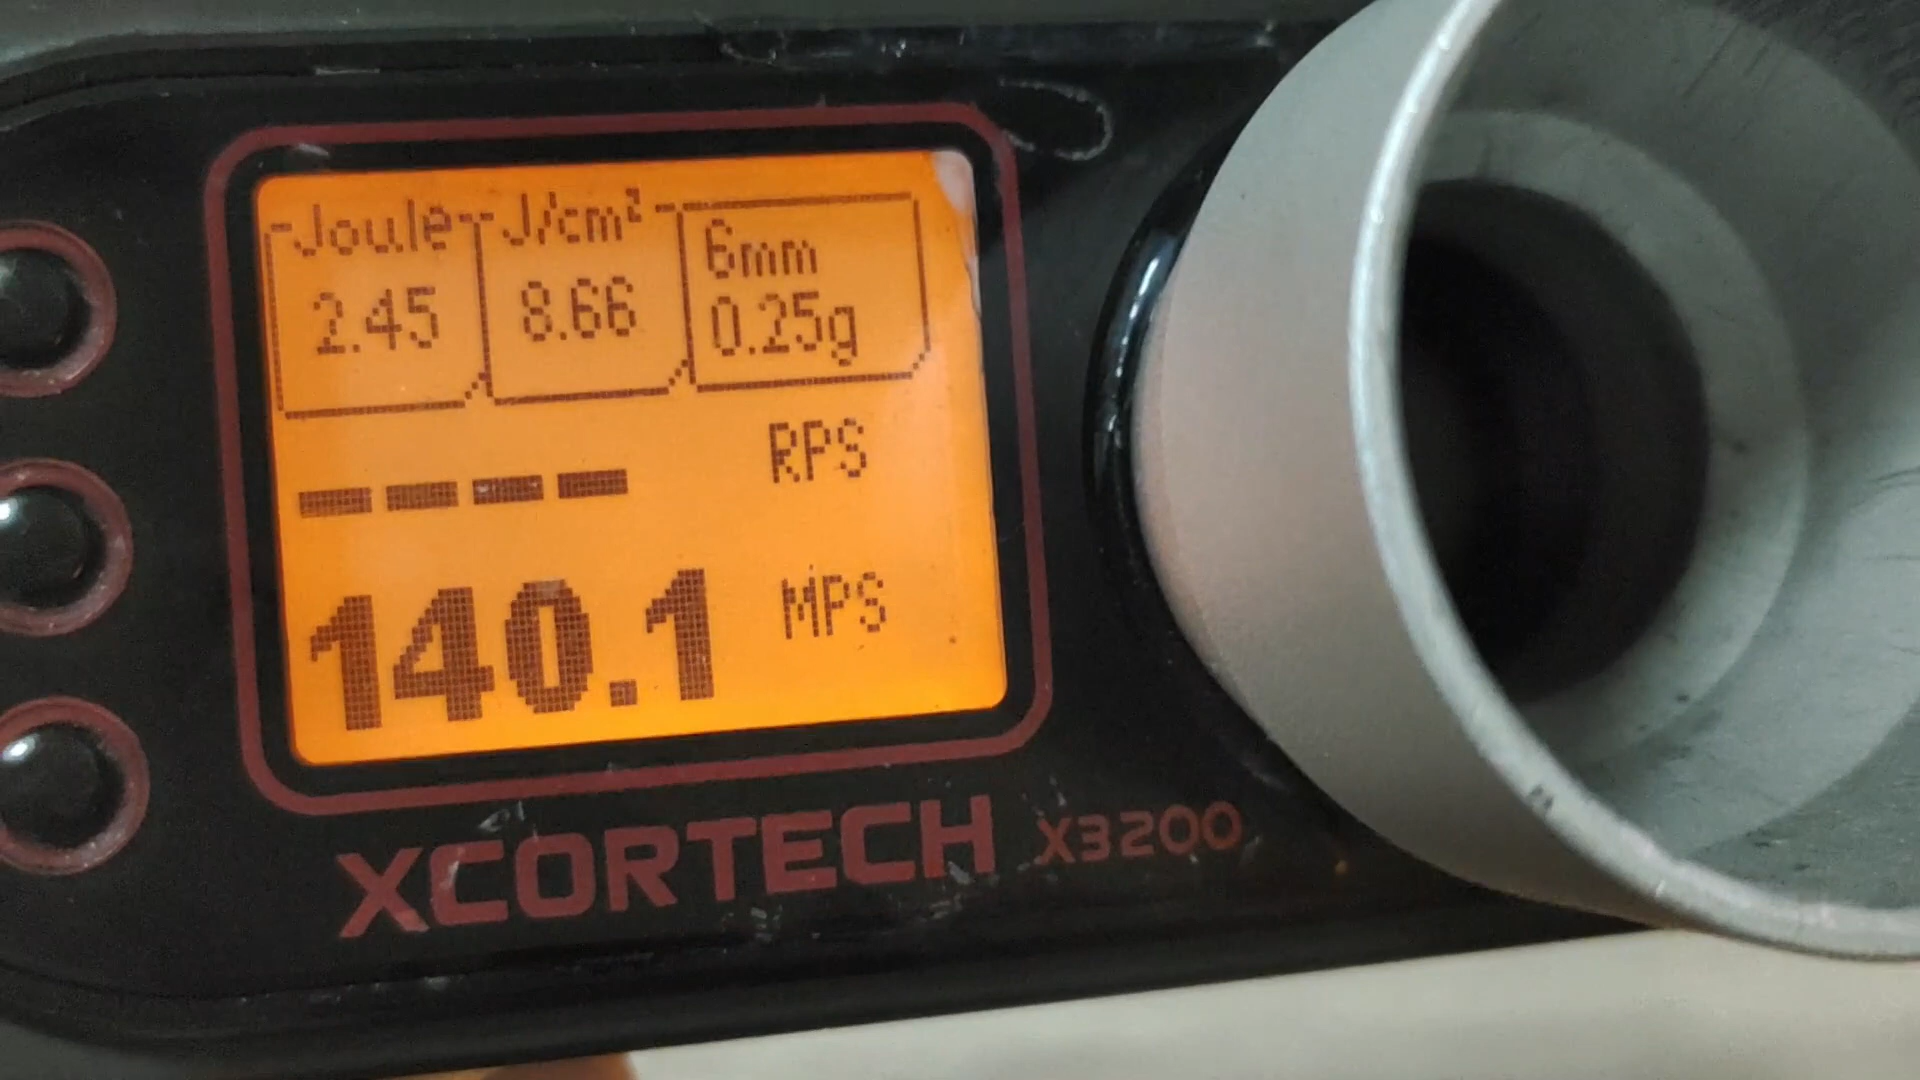 Joule J/cm² 6mm
2.45 8.66 0.25g
---- RPS
140.1 MPS
XCORTECH X3200